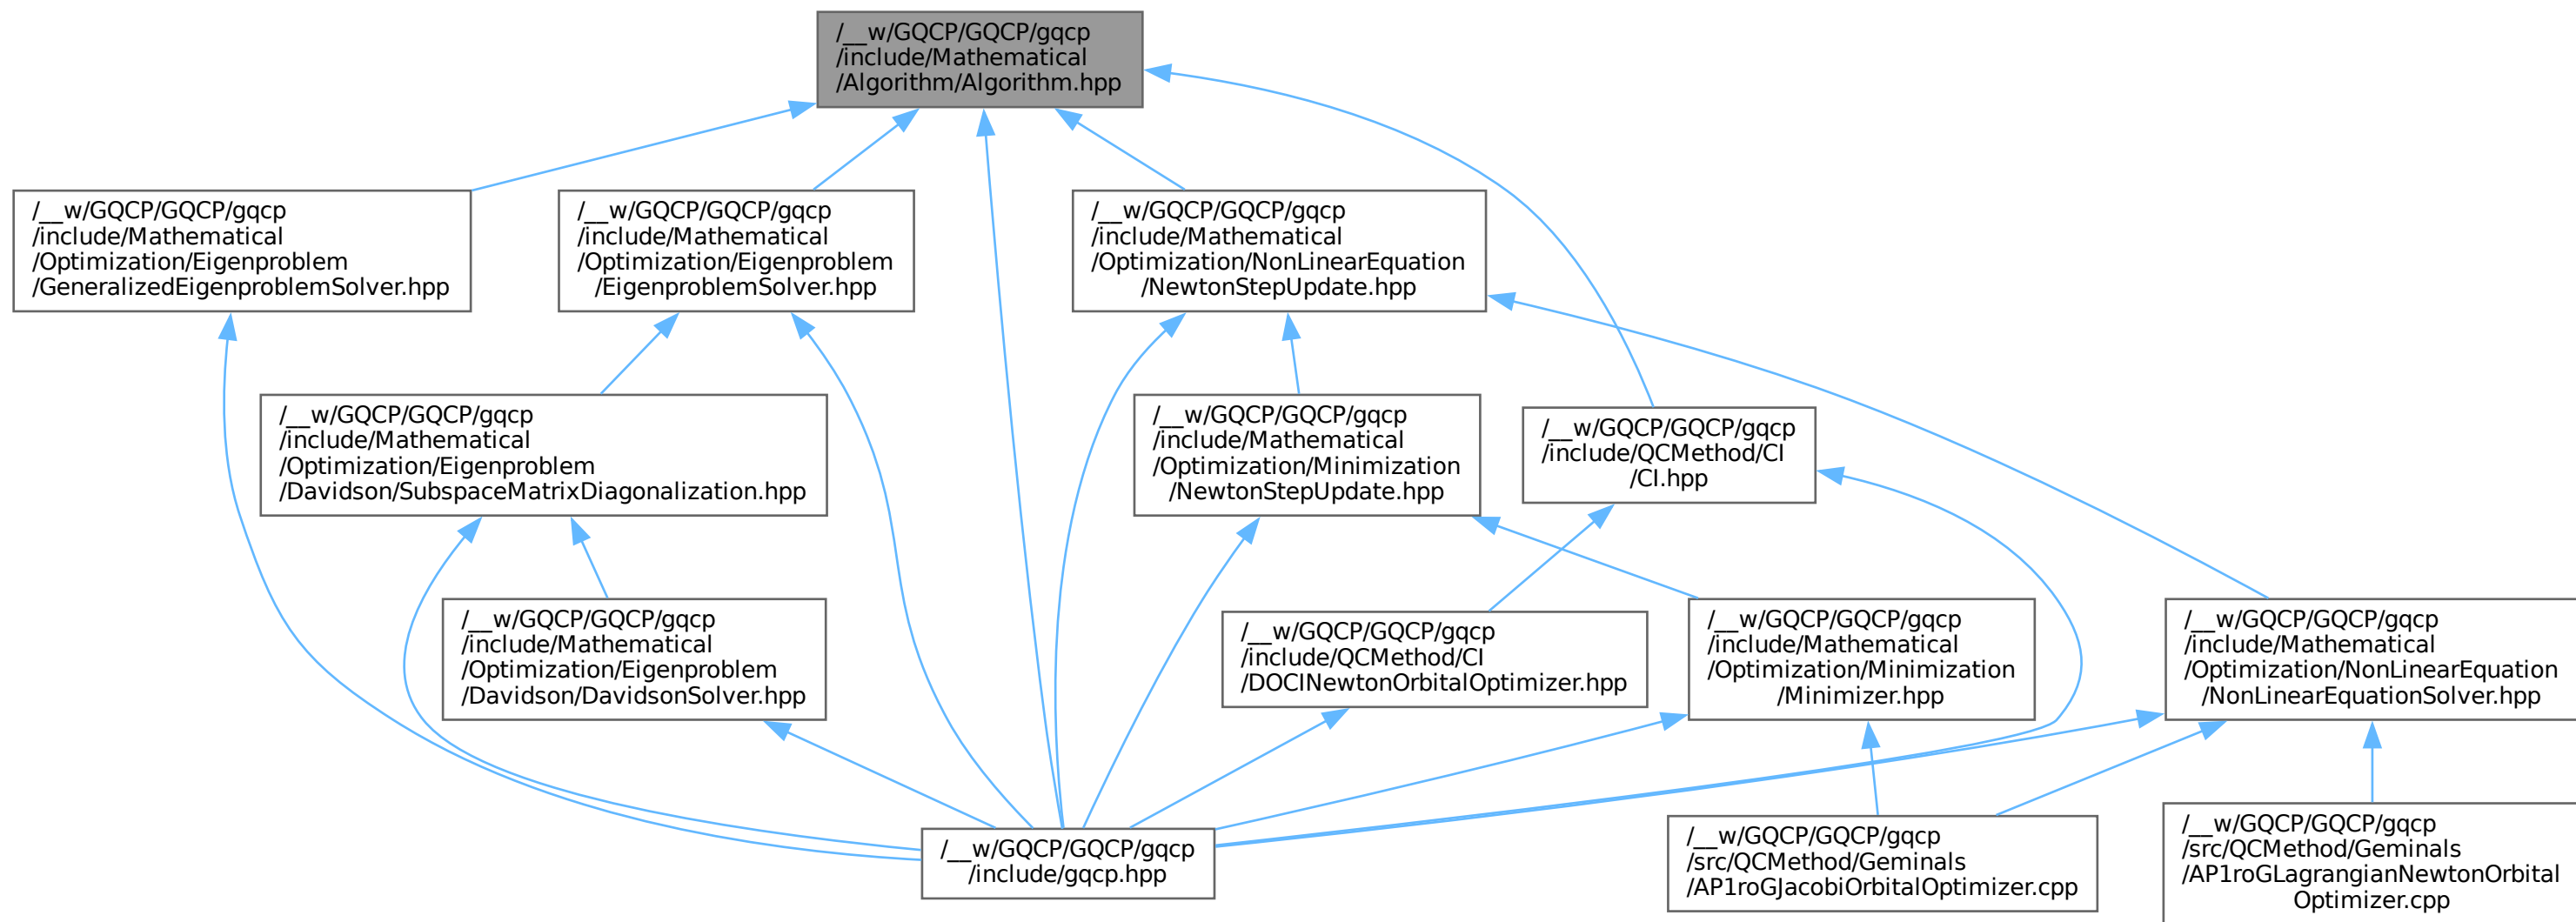 /__w/GQCP/GQCP/gqcp
/include/Mathematical
/Algorithm/Algorithm.hpp
/__w/GQCP/GQCP/gqcp
/include/Mathematical
/Optimization/Eigenproblem
/GeneralizedEigenproblemSolver.hpp
/__w/GQCP/GQCP/gqcp
/include/Mathematical
/Optimization/Eigenproblem
/EigenproblemSolver.hpp
/__w/GQCP/GQCP/gqcp
/include/Mathematical
/Optimization/NonLinearEquation
/NewtonStepUpdate.hpp
/__w/GQCP/GQCP/gqcp
/include/Mathematical
/Optimization/Eigenproblem
/Davidson/SubspaceMatrixDiagonalization.hpp
/__w/GQCP/GQCP/gqcp
/include/Mathematical
/Optimization/Minimization
/NewtonStepUpdate.hpp
/__w/GQCP/GQCP/gqcp
/include/QCMethod/CI
/CI.hpp
/__w/GQCP/GQCP/gqcp
/include/Mathematical
/Optimization/Eigenproblem
/Davidson/DavidsonSolver.hpp
/__w/GQCP/GQCP/gqcp
/include/QCMethod/CI
/DOCINewtonOrbitalOptimizer.hpp
/__w/GQCP/GQCP/gqcp
/include/Mathematical
/Optimization/Minimization
/Minimizer.hpp
/__w/GQCP/GQCP/gqcp
/include/Mathematical
/Optimization/NonLinearEquation
/NonLinearEquationSolver.hpp
/__w/GQCP/GQCP/gqcp
/include/gqcp.hpp
/__w/GQCP/GQCP/gqcp
/src/QCMethod/Geminals
/AP1roGJacobiOrbitalOptimizer.cpp
/__w/GQCP/GQCP/gqcp
/src/QCMethod/Geminals
/AP1roGLagrangianNewtonOrbital
Optimizer.cpp